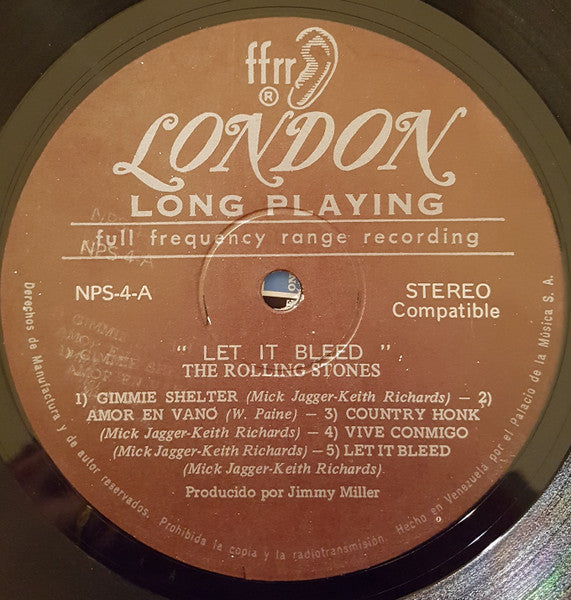 ffrr
®
LONDON
LONG PLAYING
full frequency range recording
NPS-4-A
NPS-4-A
STEREO
Compatible
" LET IT BLEED "
THE ROLLING STONES
1) GIMMIE SHELTER (Mick Jagger-Keith Richards) — 2)
AMOR EN VANO (W. Paine) — 3) COUNTRY HONK
(Mick Jagger-Keith Richards) — 4) VIVE CONMIGO
(Mick Jagger-Keith Richards) — 5) LET IT BLEED
(Mick Jagger-Keith Richards)
Producido por Jimmy Miller
Derechos de Manufactura y de autor reservados. Prohibida la copia y la radiotransmisión. Hecho en Venezuela por el Palacio de la Música S. A.